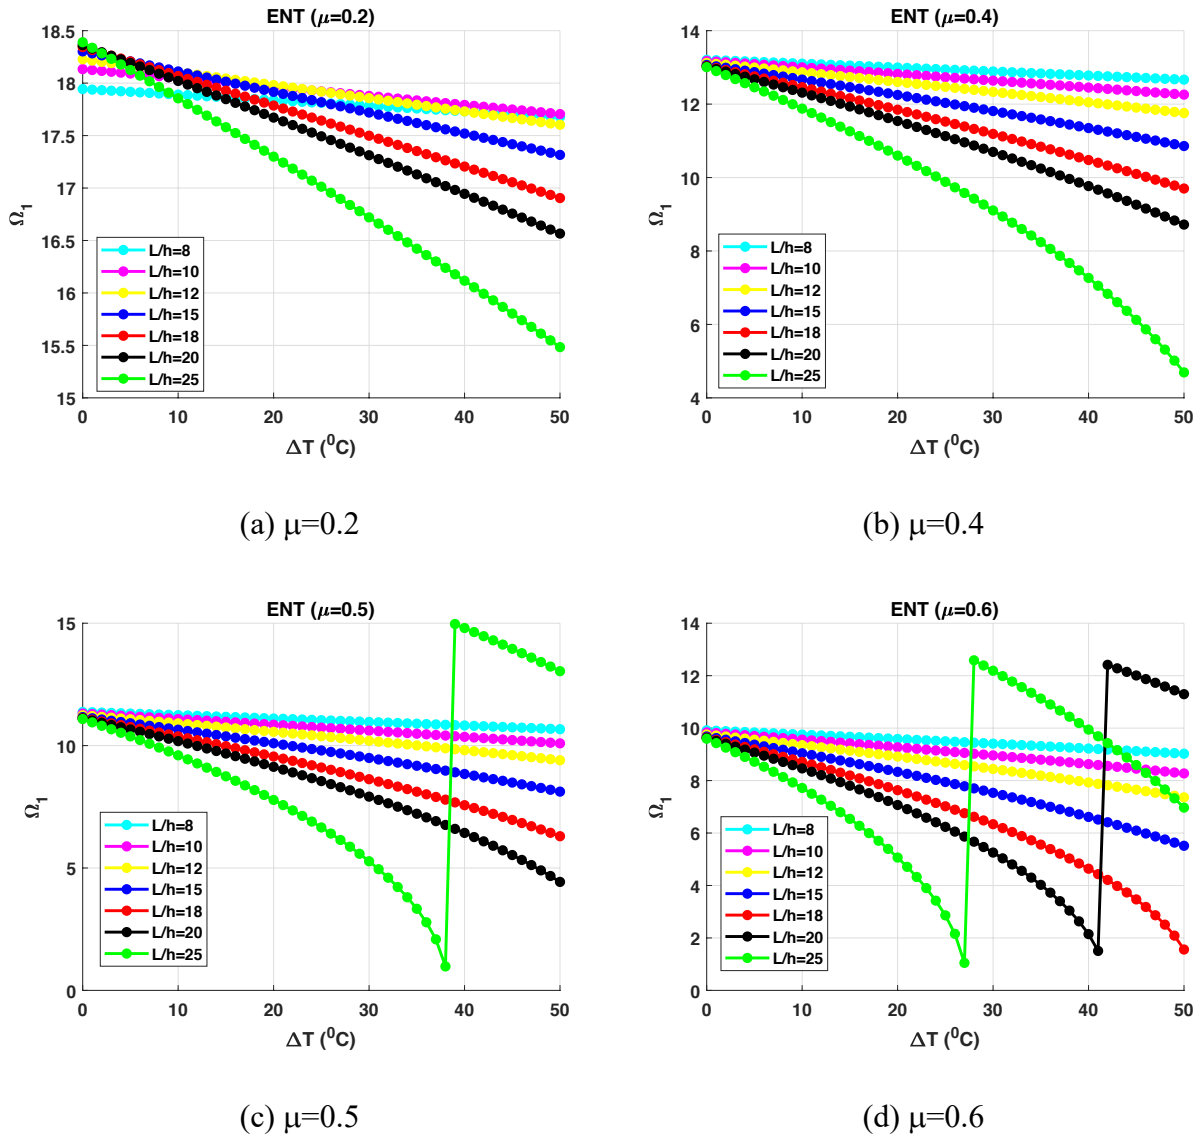 ENT (μ=0.2)
18.5
18
17.5
17
16.5
16
15.5
15
Ω1
L/h=8
L/h=10
L/h=12
L/h=15
L/h=18
L/h=20
L/h=25
0 10 20 30 40 50
ΔT (⁰C)
(a) μ=0.2
ENT (μ=0.4)
14
12
10
8
6
4
Ω1
L/h=8
L/h=10
L/h=12
L/h=15
L/h=18
L/h=20
L/h=25
0 10 20 30 40 50
ΔT (⁰C)
(b) μ=0.4
ENT (μ=0.5)
15
10
5
0
Ω1
L/h=8
L/h=10
L/h=12
L/h=15
L/h=18
L/h=20
L/h=25
0 10 20 30 40 50
ΔT (⁰C)
(c) μ=0.5
ENT (μ=0.6)
14
12
10
8
6
4
2
0
Ω1
L/h=8
L/h=10
L/h=12
L/h=15
L/h=18
L/h=20
L/h=25
0 10 20 30 40 50
ΔT (⁰C)
(d) μ=0.6